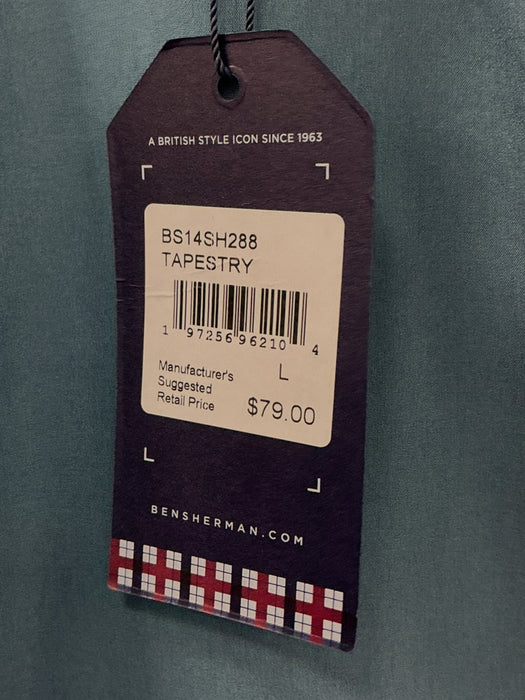 A BRITISH STYLE ICON SINCE 1963
BS14SH288
TAPESTRY
1 97256 96210 4
L
Manufacturer's
Suggested
Retail Price
$79.00
BENSHERMAN.COM